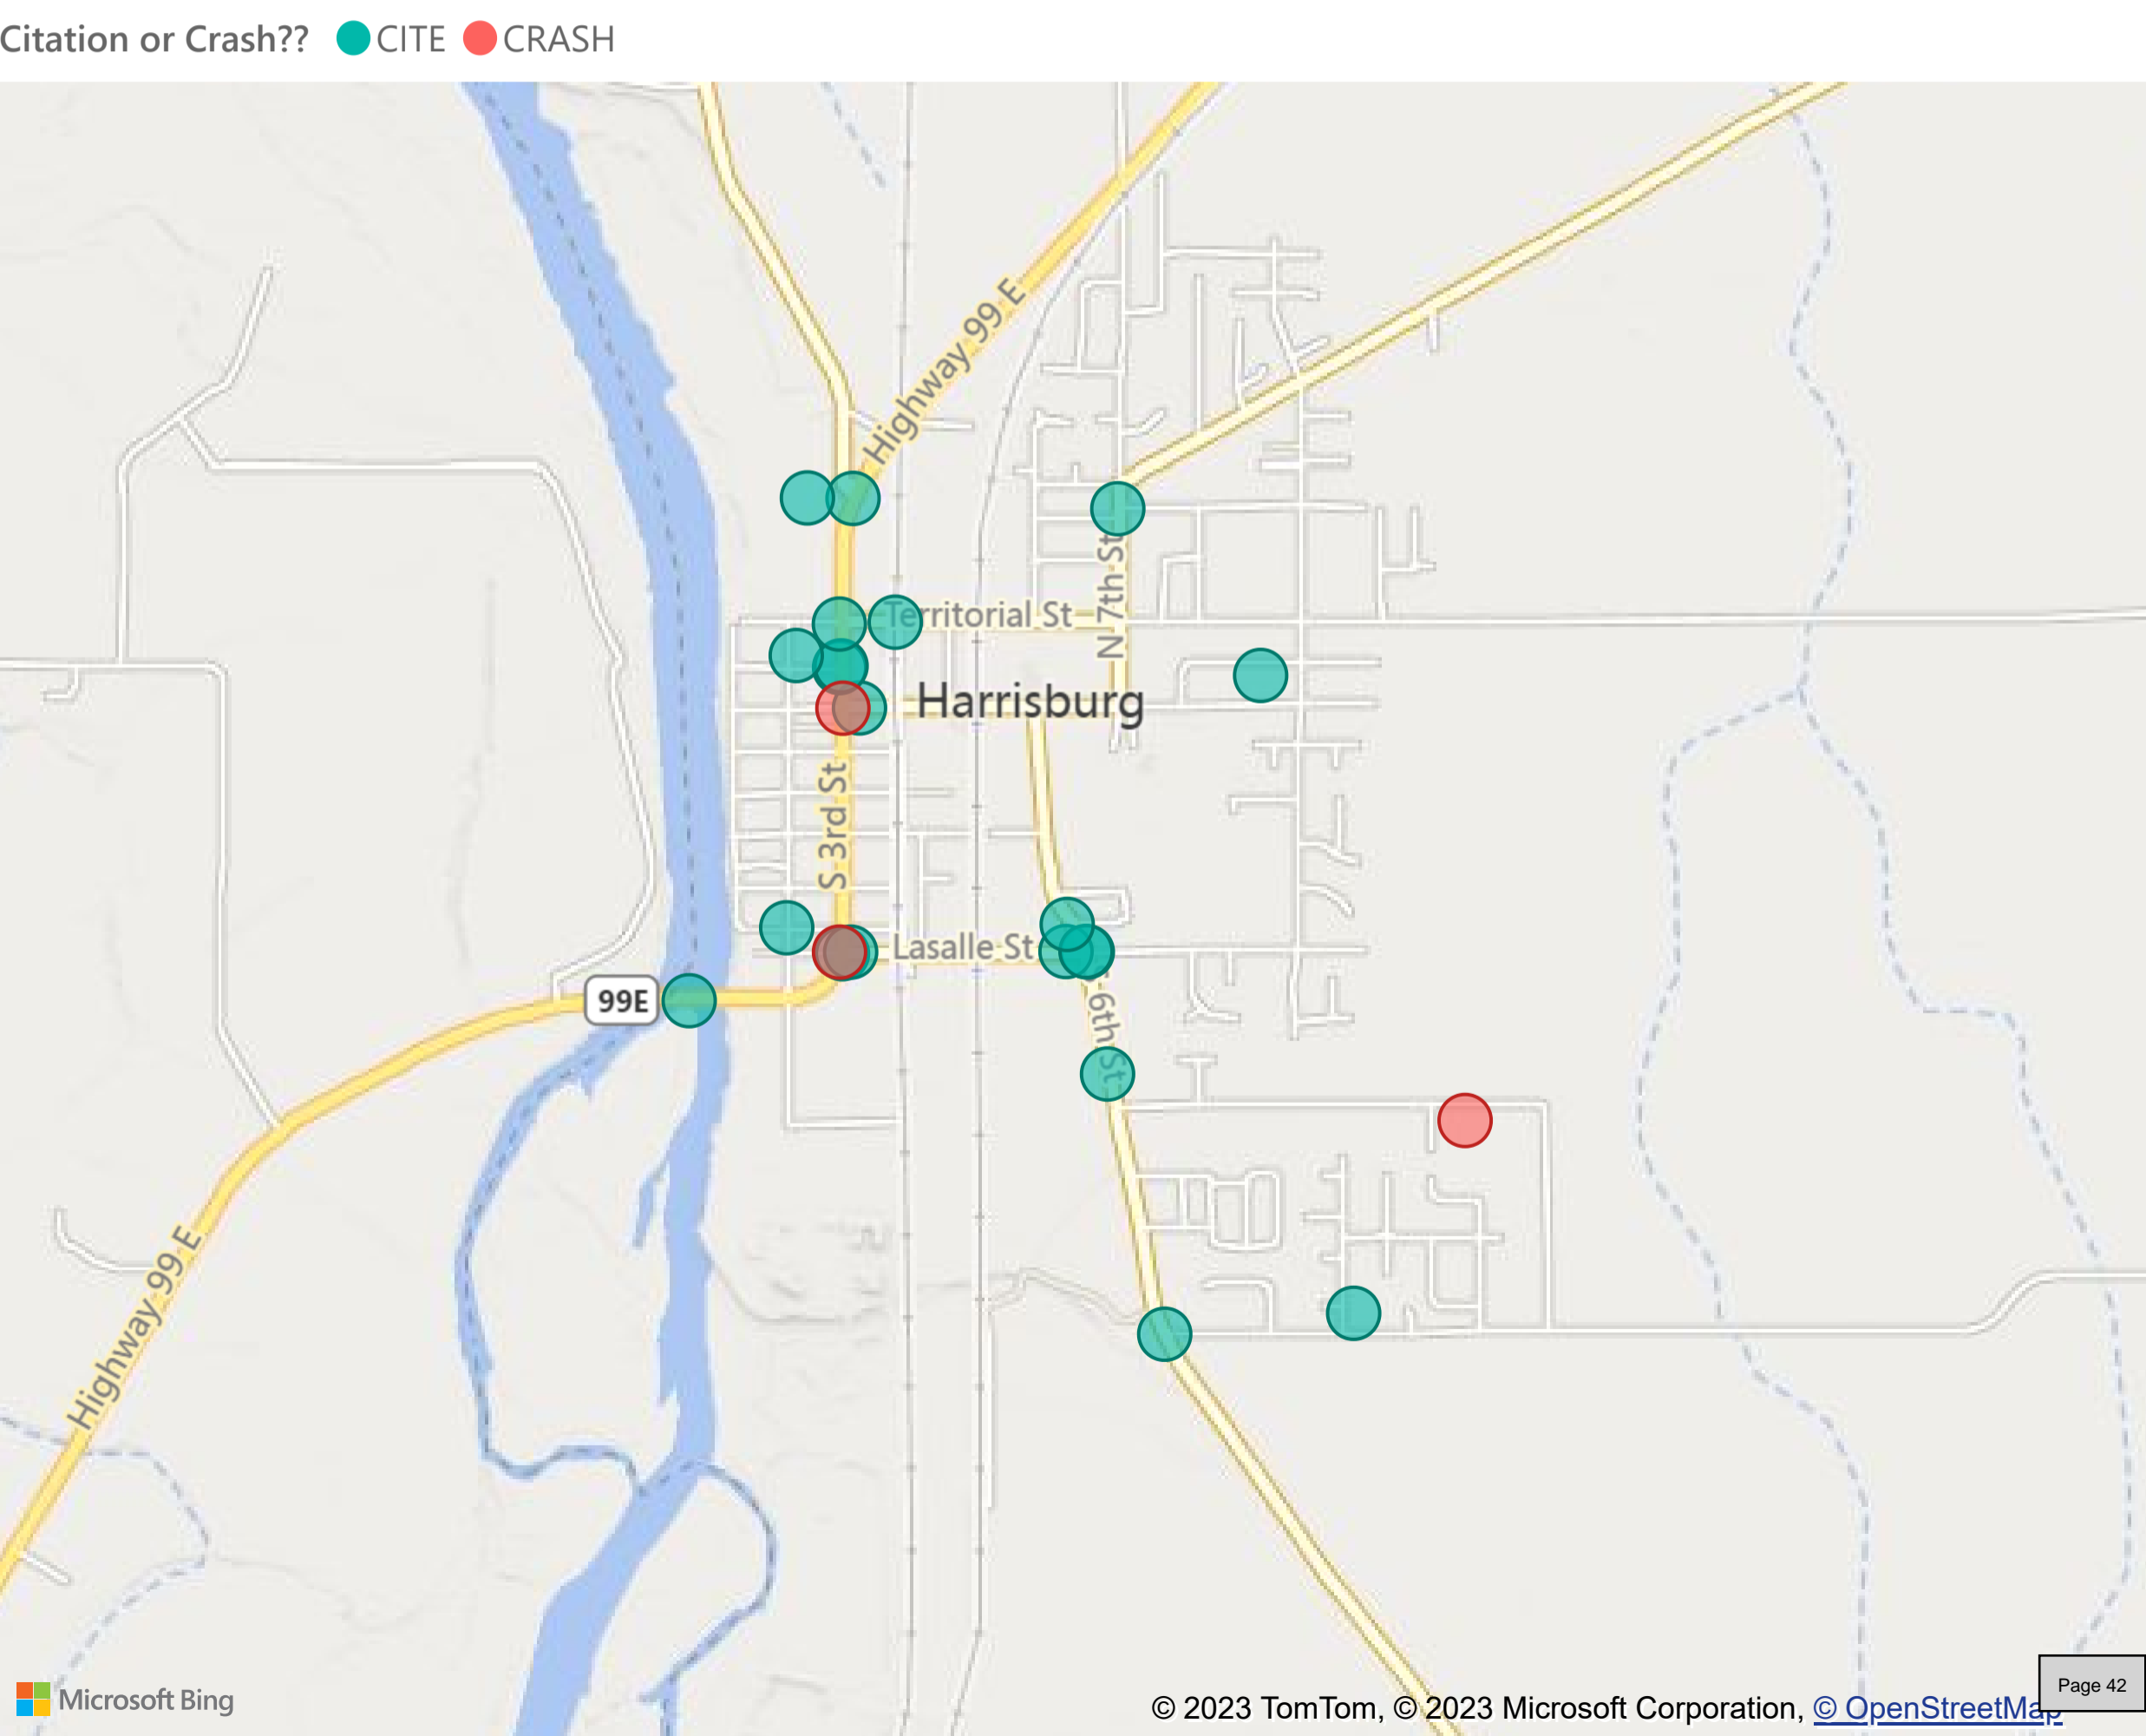 Citation or Crash?? CITE CRASH
Highway 99 E
N 7th St
Territorial St
Harrisburg
S 3rd St
Lasalle St
99E
6th St
Highway 99 E
Microsoft Bing
© 2023 TomTom, © 2023 Microsoft Corporation, © OpenStreetMap
Page 42